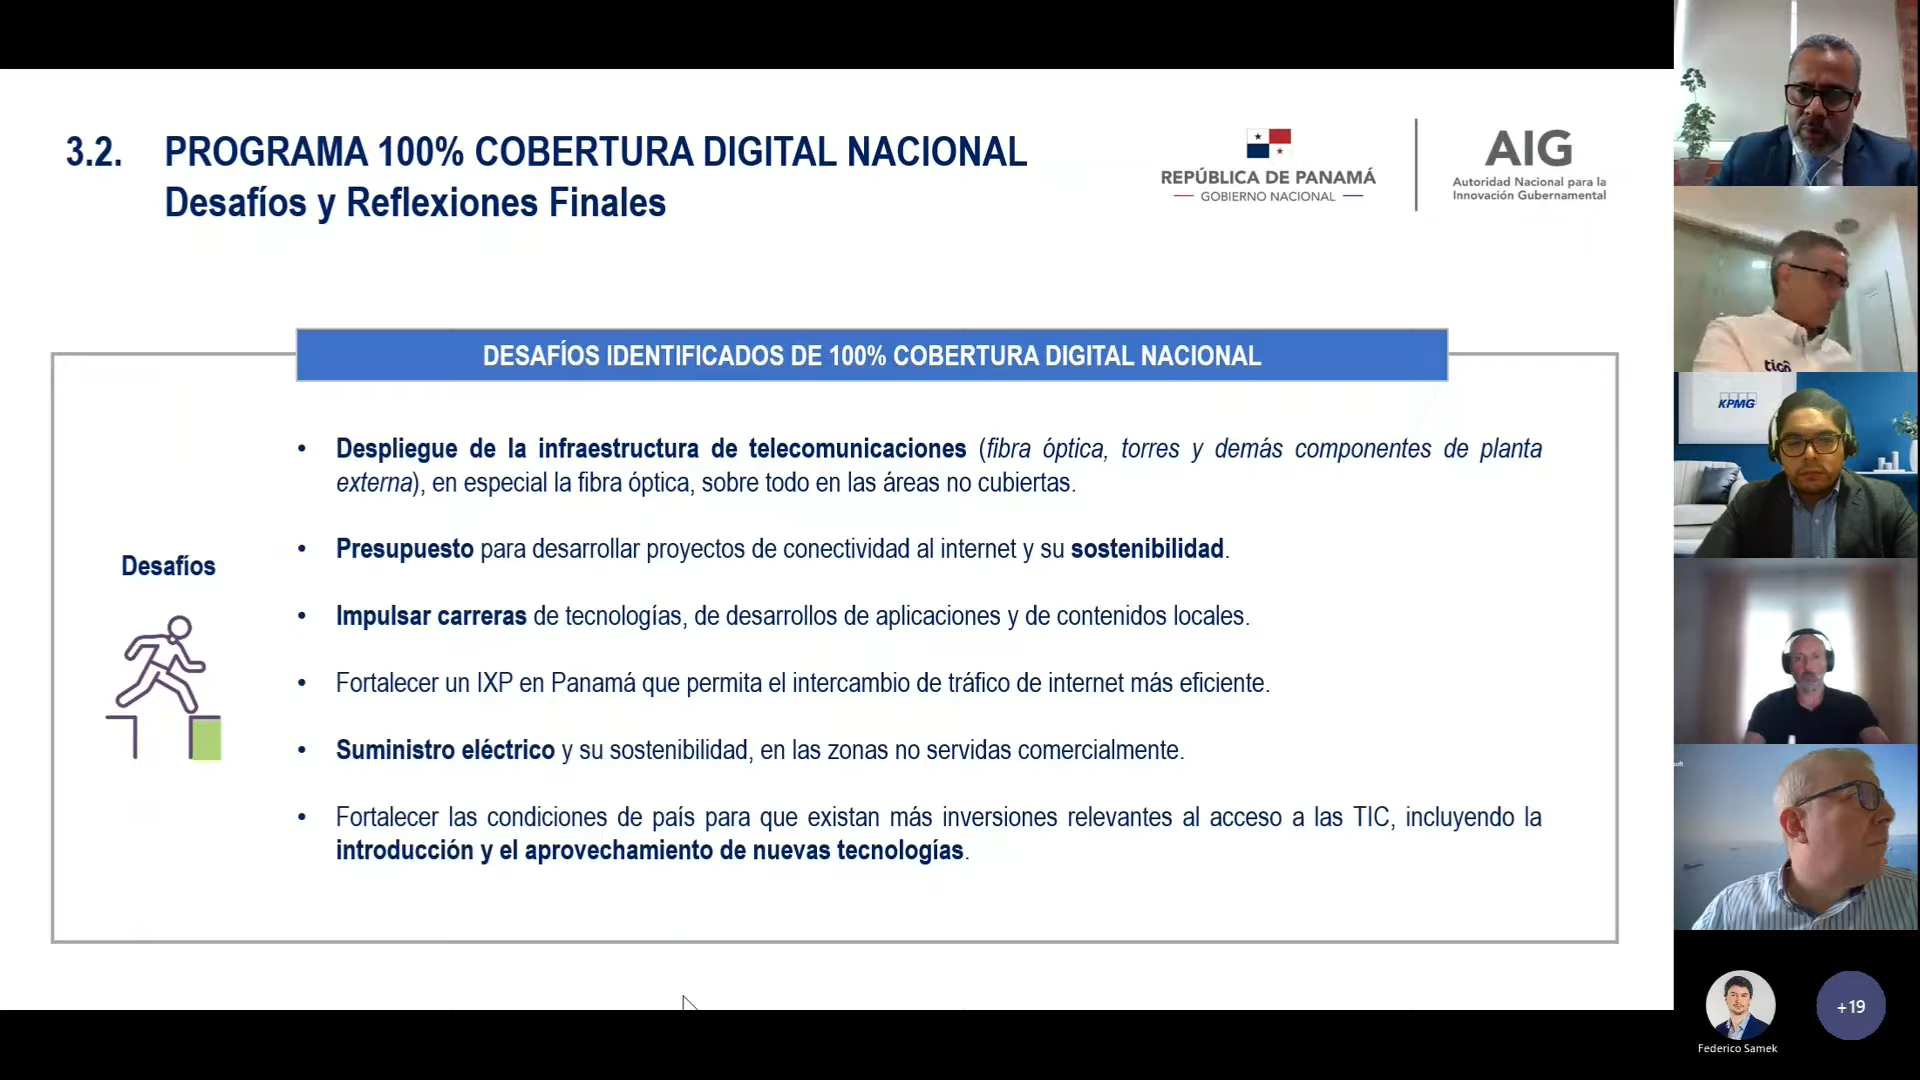 3.2. PROGRAMA 100% COBERTURA DIGITAL NACIONAL
Desafíos y Reflexiones Finales
REPÚBLICA DE PANAMÁ
GOBIERNO NACIONAL
AIG
Autoridad Nacional para la
Innovación Gubernamental
DESAFÍOS IDENTIFICADOS DE 100% COBERTURA DIGITAL NACIONAL
Desafíos
• Despliegue de la infraestructura de telecomunicaciones (fibra óptica, torres y demás componentes de planta
externa), en especial la fibra óptica, sobre todo en las áreas no cubiertas.
• Presupuesto para desarrollar proyectos de conectividad al internet y su sostenibilidad.
• Impulsar carreras de tecnologías, de desarrollos de aplicaciones y de contenidos locales.
• Fortalecer un IXP en Panamá que permita el intercambio de tráfico de internet más eficiente.
• Suministro eléctrico y su sostenibilidad, en las zonas no servidas comercialmente.
• Fortalecer las condiciones de país para que existan más inversiones relevantes al acceso a las TIC, incluyendo la
introducción y el aprovechamiento de nuevas tecnologías.
tigo
KPMG
Federico Samek
+19